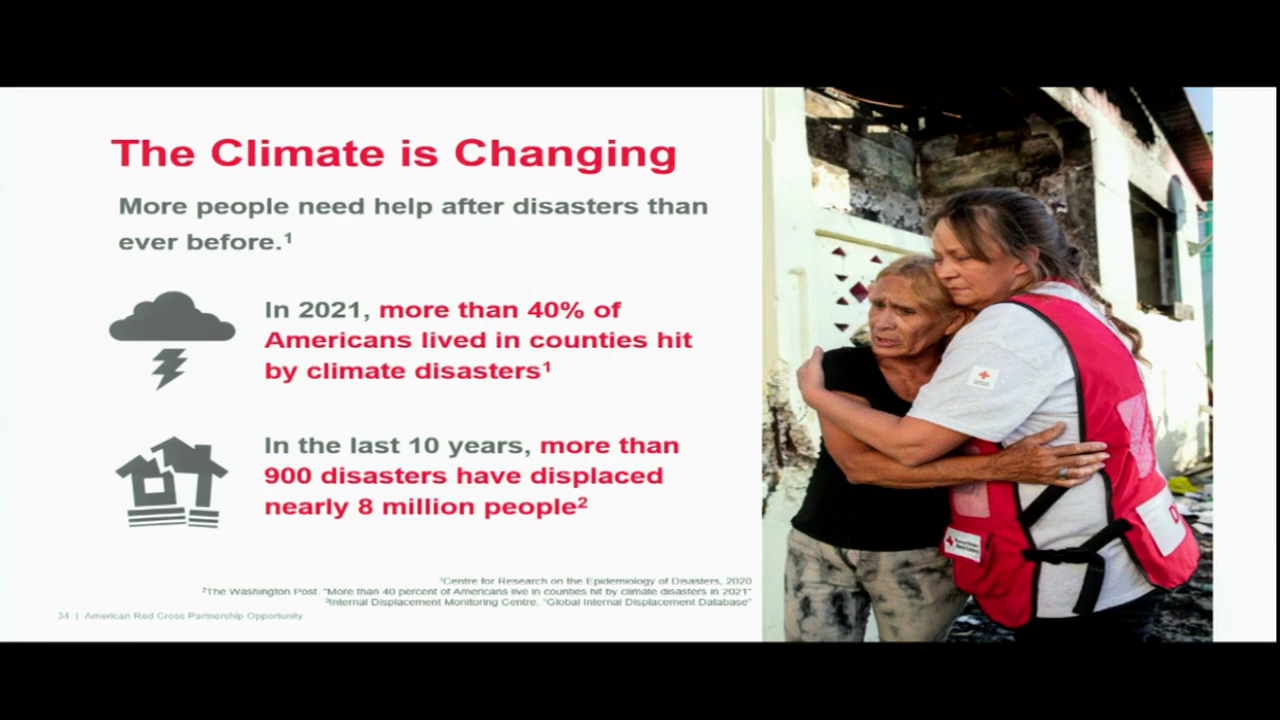 The Climate is Changing
More people need help after disasters than
ever before.¹
In 2021, more than 40% of
Americans lived in counties hit
by climate disasters¹
In the last 10 years, more than
900 disasters have displaced
nearly 8 million people²
¹Centre for Research on the Epidemiology of Disasters, 2020
²The Washington Post: "More than 40 percent of Americans live in counties hit by climate disasters in 2021"
³Internal Displacement Monitoring Centre. "Global Internal Displacement Database"
34 | American Red Cross Partnership Opportunity